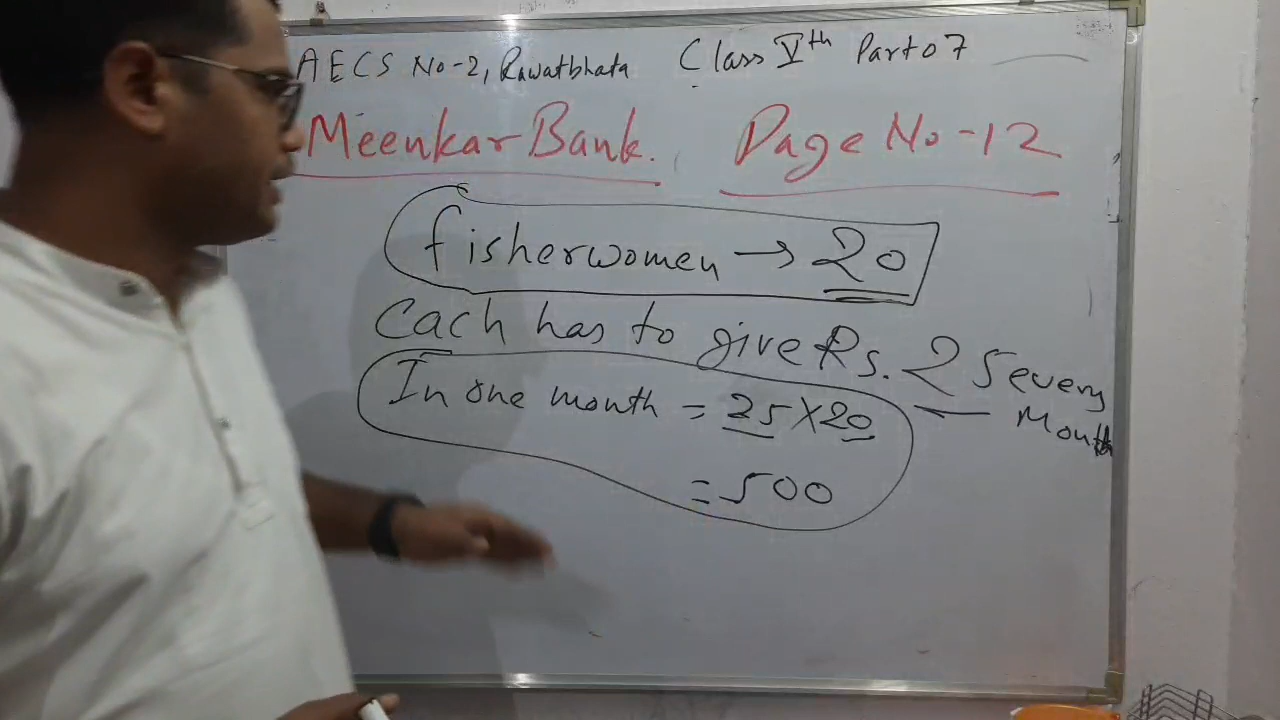 AECS No-2, Rawatbhata Class Vth Part 07
Meenkar Bank. Page No-12
fisherwomen → 20
Each has to give Rs. 25 every Month
In one month = 25 × 20
= 500